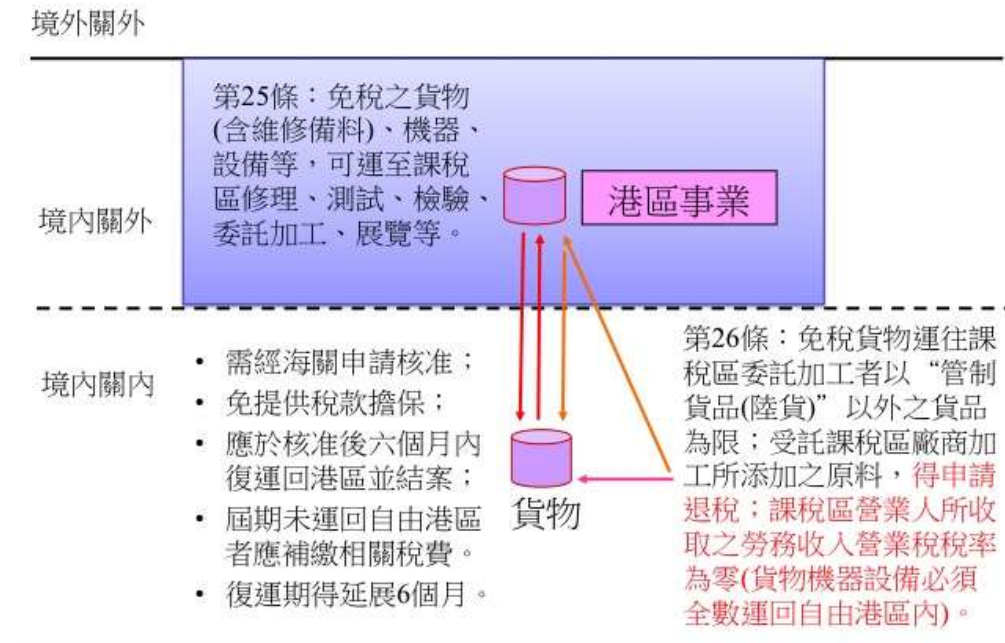 境外關外
第25條：免稅之貨物
(含維修備料)、機器、
設備等，可運至課稅
區修理、測試、檢驗、
委託加工、展覽等。
港區事業
境內關外
境內關內
• 需經海關申請核准；
• 免提供稅款擔保；
• 應於核准後六個月內
復運回港區並結案；
• 屆期未運回自由港區
者應補繳相關稅費。
• 復運期得延展6個月。
貨物
第26條：免稅貨物運往課
稅區委託加工者以“管制
貨品(陸貨)”以外之貨品
為限；受託課稅區廠商加
工所添加之原料，得申請
退稅；課稅區營業人所收
取之勞務收入營業稅稅率
為零(貨物機器設備必須
全數運回自由港區內)。